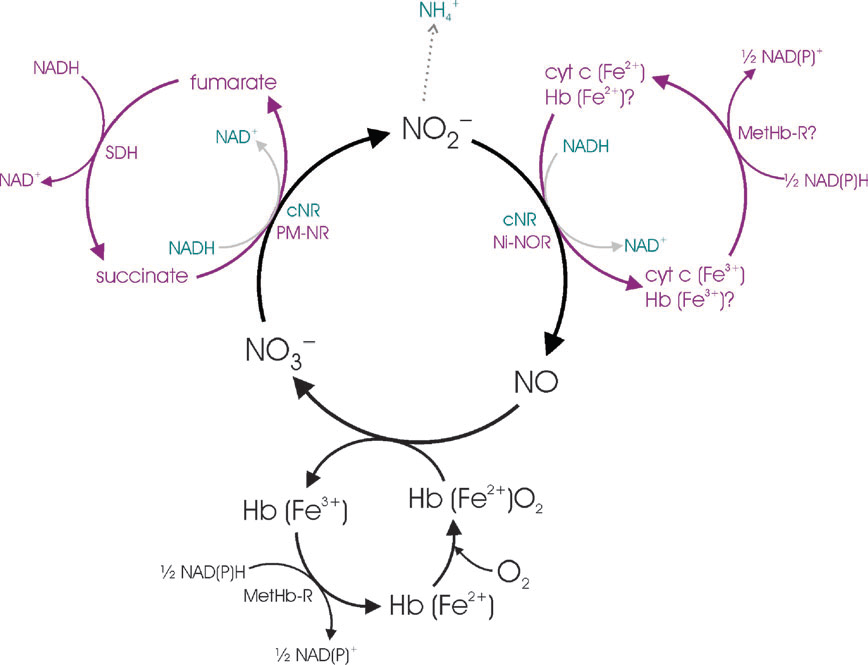 NH₄⁺
NADH
fumarate
NAD⁺
SDH
NAD⁺
cNR
PM-NR
NADH
succinate
NO₂⁻
cyt c (Fe²⁺)
Hb (Fe²⁺)?
½ NAD(P)⁺
NADH
MetHb-R?
½ NAD(P)H
cNR
Ni-NOR
NAD⁺
cyt c (Fe³⁺)
Hb (Fe³⁺)?
NO₃⁻
NO
Hb (Fe³⁺)
Hb (Fe²⁺)O₂
½ NAD(P)H
MetHb-R
O₂
Hb (Fe²⁺)
½ NAD(P)⁺